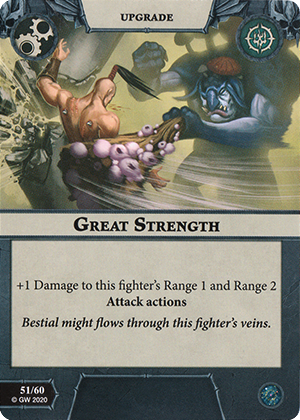 UPGRADE
GREAT STRENGTH
+1 Damage to this fighter's Range 1 and Range 2
Attack actions
Bestial might flows through this fighter's veins.
51/60
© GW 2020